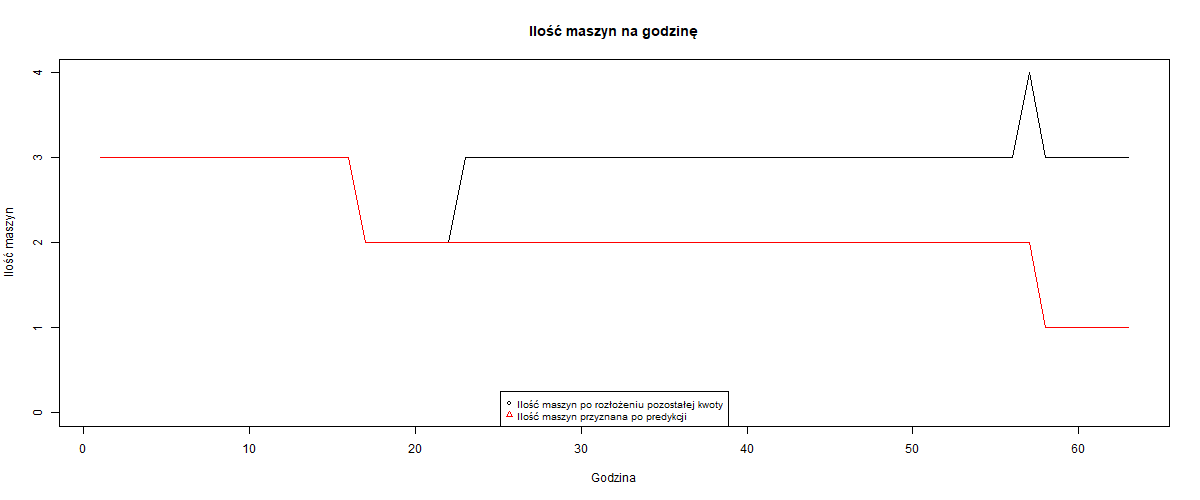 Ilość maszyn na godzinę
Ilość maszyn
4
3
2
1
0
Ilość maszyn po rozłożeniu pozostałej kwoty
Ilość maszyn przyznana po predykcji
0 10 20 30 40 50 60
Godzina